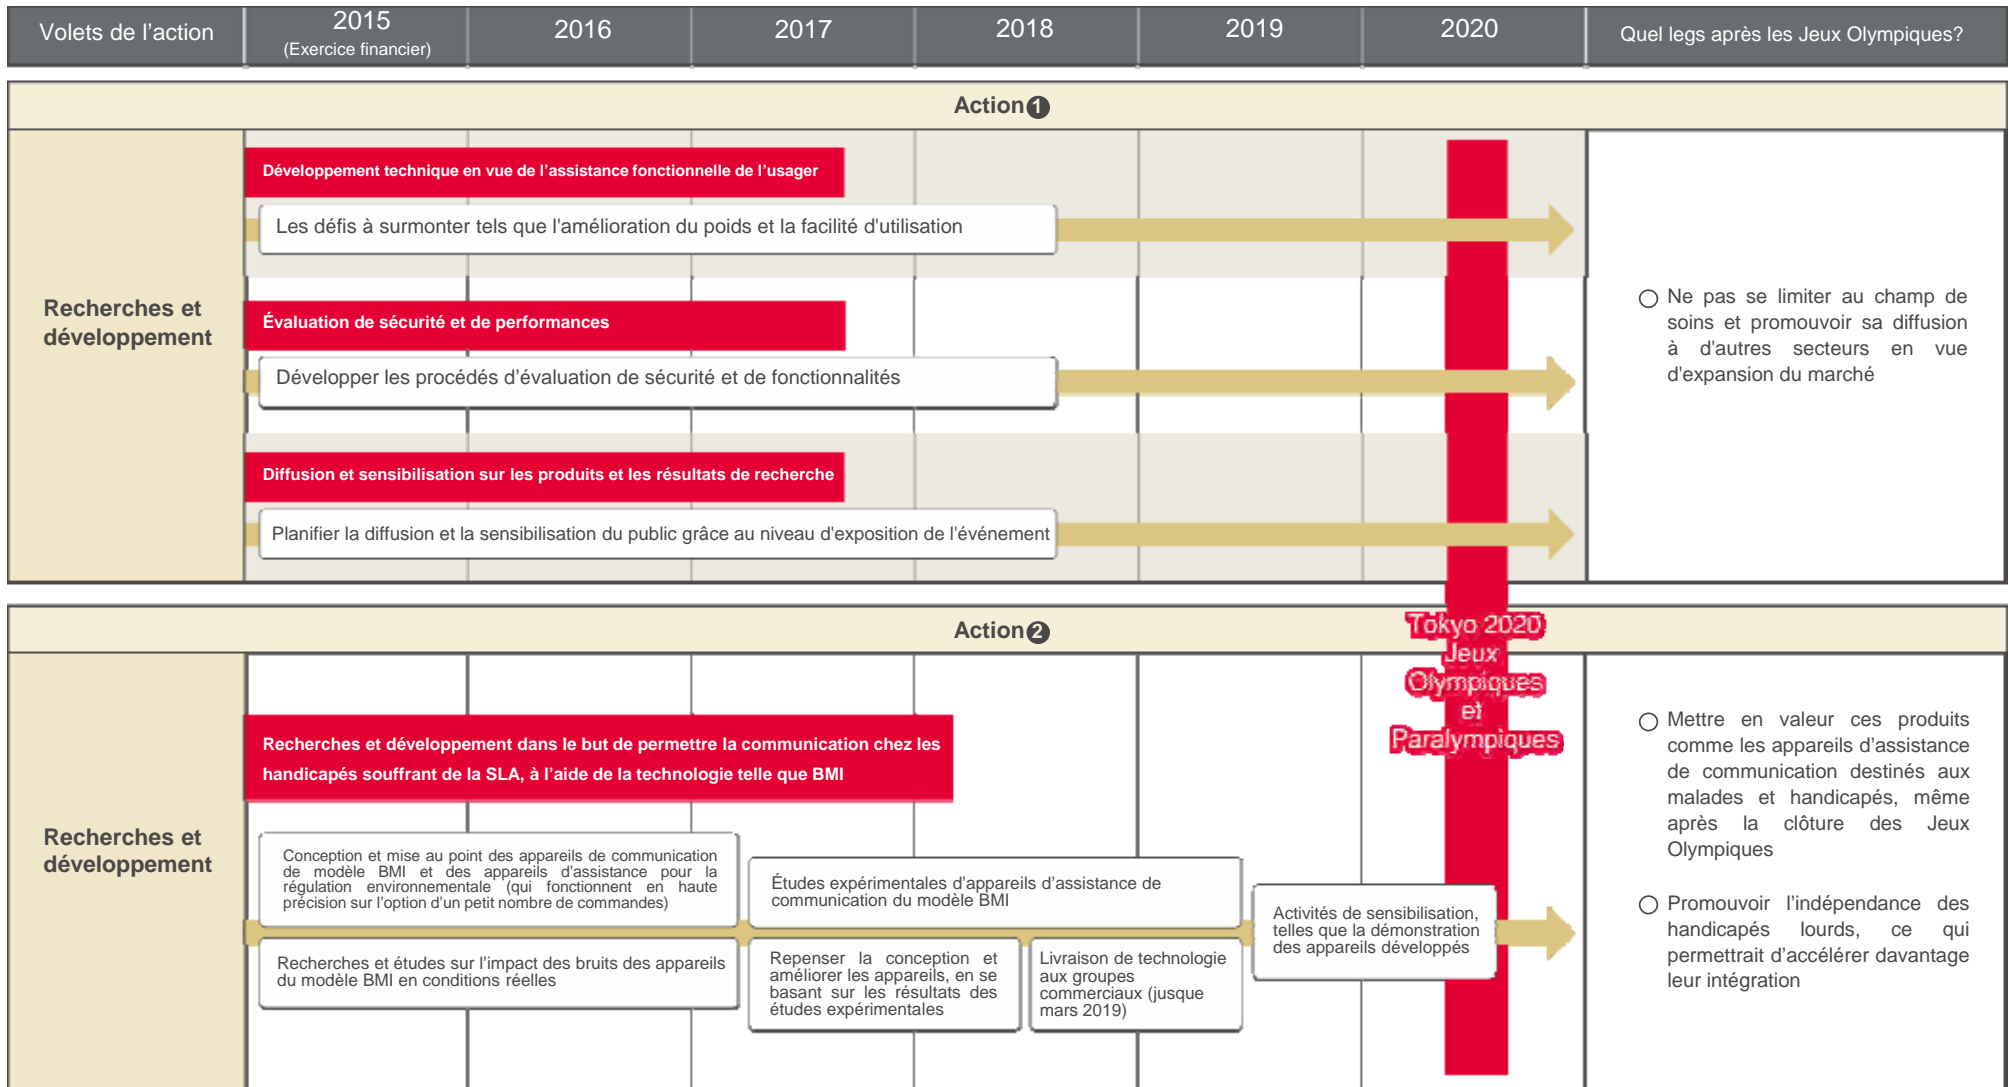 Volets de l’action
2015
(Exercice financier)
2016
2017
2018
2019
2020
Quel legs après les Jeux Olympiques?
Action❶
Recherches et
développement
Développement technique en vue de l’assistance fonctionnelle de l’usager
Les défis à surmonter tels que l'amélioration du poids et la facilité d'utilisation
Évaluation de sécurité et de performances
Développer les procédés d’évaluation de sécurité et de fonctionnalités
Diffusion et sensibilisation sur les produits et les résultats de recherche
Planifier la diffusion et la sensibilisation du public grâce au niveau d'exposition de l'événement
○ Ne pas se limiter au champ de
soins et promouvoir sa diffusion
à d'autres secteurs en vue
d'expansion du marché
Action❷
Tokyo 2020
Jeux
Olympiques
et
Paralympiques
Recherches et
développement
Recherches et développement dans le but de permettre la communication chez les
handicapés souffrant de la SLA, à l’aide de la technologie telle que BMI
Conception et mise au point des appareils de communication
de modèle BMI et des appareils d’assistance pour la
régulation environnementale (qui fonctionnent en haute
précision sur l’option d’un petit nombre de commandes)
Recherches et études sur l’impact des bruits des appareils
du modèle BMI en conditions réelles
Études expérimentales d’appareils d’assistance de
communication du modèle BMI
Repenser la conception et
améliorer les appareils, en se
basant sur les résultats des
études expérimentales
Livraison de technologie
aux groupes
commerciaux (jusque
mars 2019)
Activités de sensibilisation,
telles que la démonstration
des appareils développés
○ Mettre en valeur ces produits
comme les appareils d’assistance
de communication destinés aux
malades et handicapés, même
après la clôture des Jeux
Olympiques
○ Promouvoir l’indépendance des
handicapés lourds, ce qui
permettrait d’accélérer davantage
leur intégration